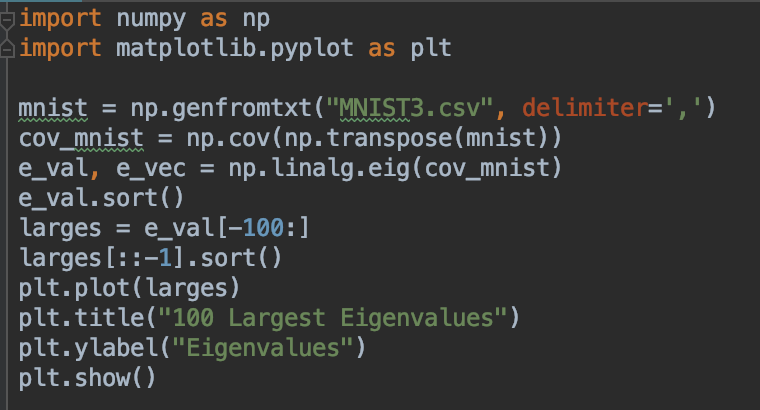 import numpy as np
import matplotlib.pyplot as plt
mnist = np.genfromtxt("MNIST3.csv", delimiter=',')
cov_mnist = np.cov(np.transpose(mnist))
e_val, e_vec = np.linalg.eig(cov_mnist)
e_val.sort()
larges = e_val[-100:]
larges[::-1].sort()
plt.plot(larges)
plt.title("100 Largest Eigenvalues")
plt.ylabel("Eigenvalues")
plt.show()